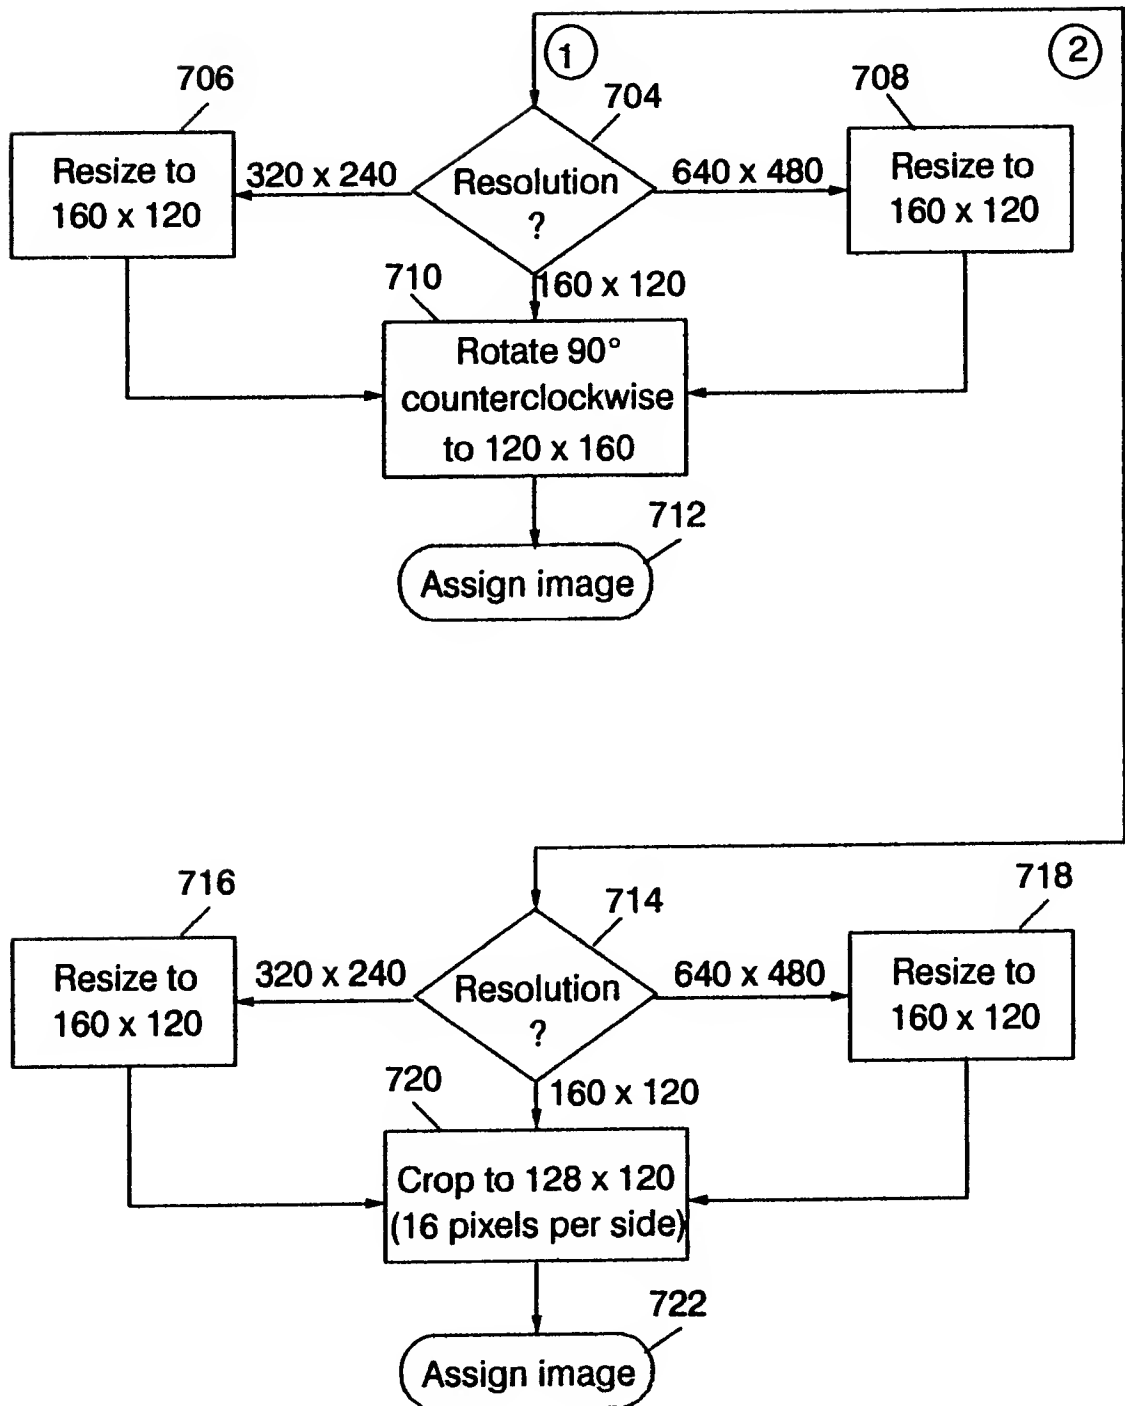 1
2
706
704
708
Resize to
160 x 120
320 x 240
Resolution
?
640 x 480
Resize to
160 x 120
710
160 x 120
Rotate 90°
counterclockwise
to 120 x 160
712
Assign image
716
714
718
Resize to
160 x 120
320 x 240
Resolution
?
640 x 480
Resize to
160 x 120
720
160 x 120
Crop to 128 x 120
(16 pixels per side)
722
Assign image